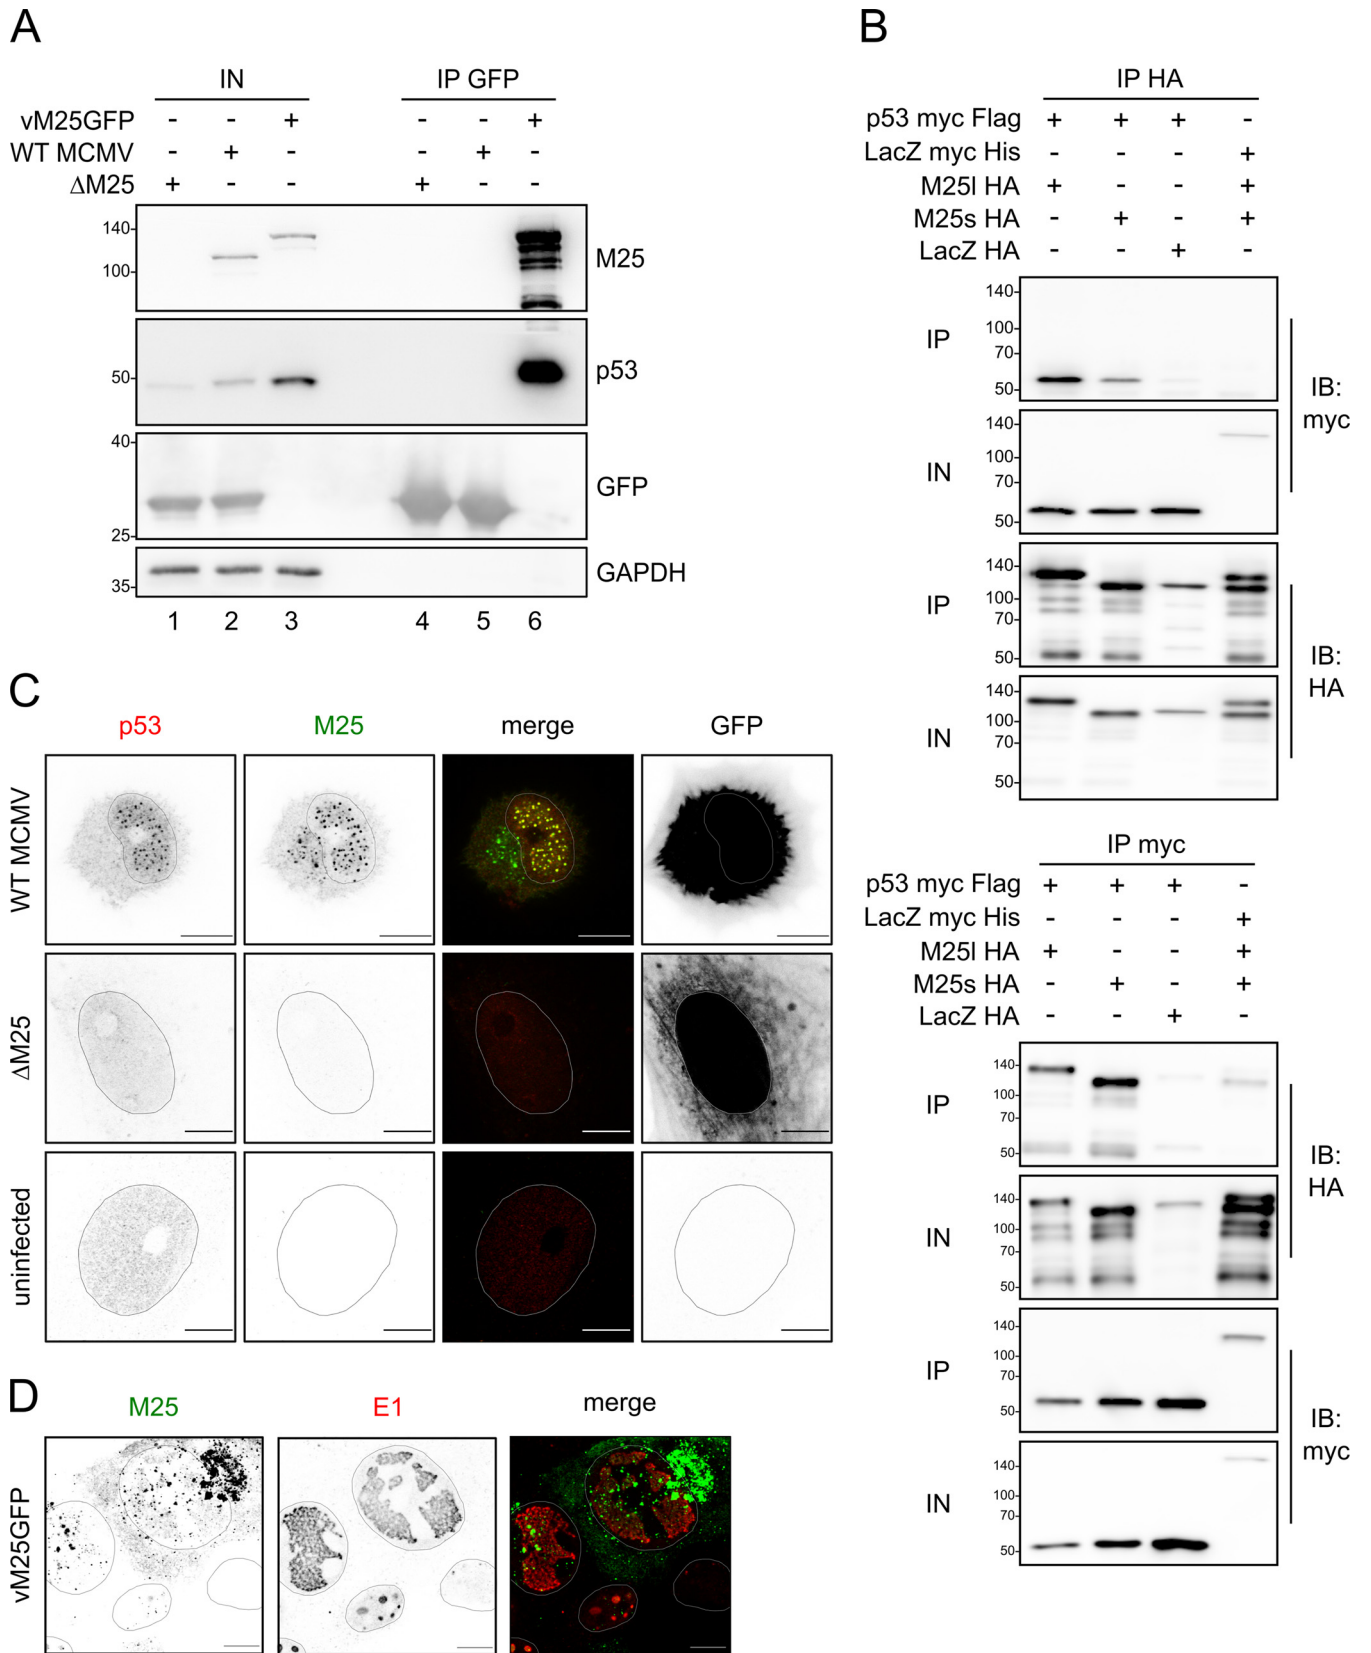 A
IN IP GFP
vM25GFP - - + - - +
WT MCMV - + - - + -
ΔM25 + - - + - -
140-
100-
M25
50-
p53
40-
25-
GFP
35-
GAPDH
1 2 3 4 5 6
B
IP HA
p53 myc Flag + + + -
LacZ myc His - - - +
M25l HA + - - +
M25s HA - + - +
LacZ HA - - + -
IP
140-
100-
70-
50-
IN
140-
100-
70-
50-
IB:
myc
IP
140-
100-
70-
50-
IN
140-
100-
70-
50-
IB:
HA
IP myc
p53 myc Flag + + + -
LacZ myc His - - - +
M25l HA + - - +
M25s HA - + - +
LacZ HA - - + -
IP
140-
100-
70-
50-
IN
140-
100-
70-
50-
IB:
HA
IP
140-
100-
70-
50-
IN
140-
100-
70-
50-
IB:
myc
C
p53 M25 merge GFP
WT MCMV
ΔM25
uninfected
D
M25 E1 merge
vM25GFP